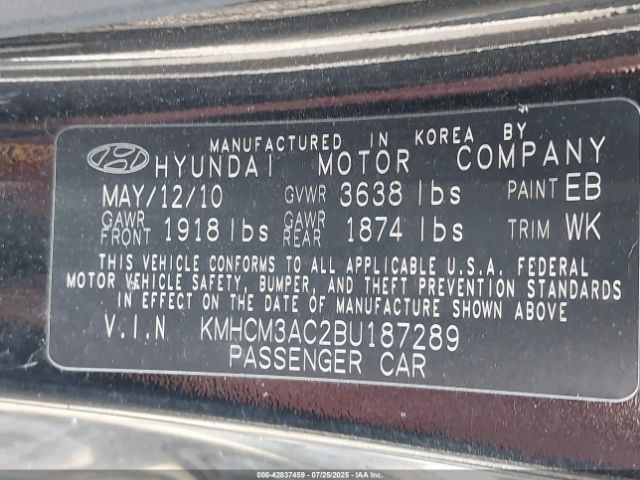 MANUFACTURED IN KOREA BY
HYUNDAI MOTOR COMPANY
MAY/12/10 GVWR 3638 lbs PAINT EB
GAWR FRONT 1918 lbs GAWR REAR 1874 lbs TRIM WK
THIS VEHICLE CONFORMS TO ALL APPLICABLE U.S.A. FEDERAL
MOTOR VEHICLE SAFETY, BUMPER, AND THEFT PREVENTION STANDARDS
IN EFFECT ON THE DATE OF MANUFACTURE SHOWN ABOVE
V.I.N KMHCM3AC2BU187289
PASSENGER CAR
000-42837459 - 07/25/2025 - IAAI.COM